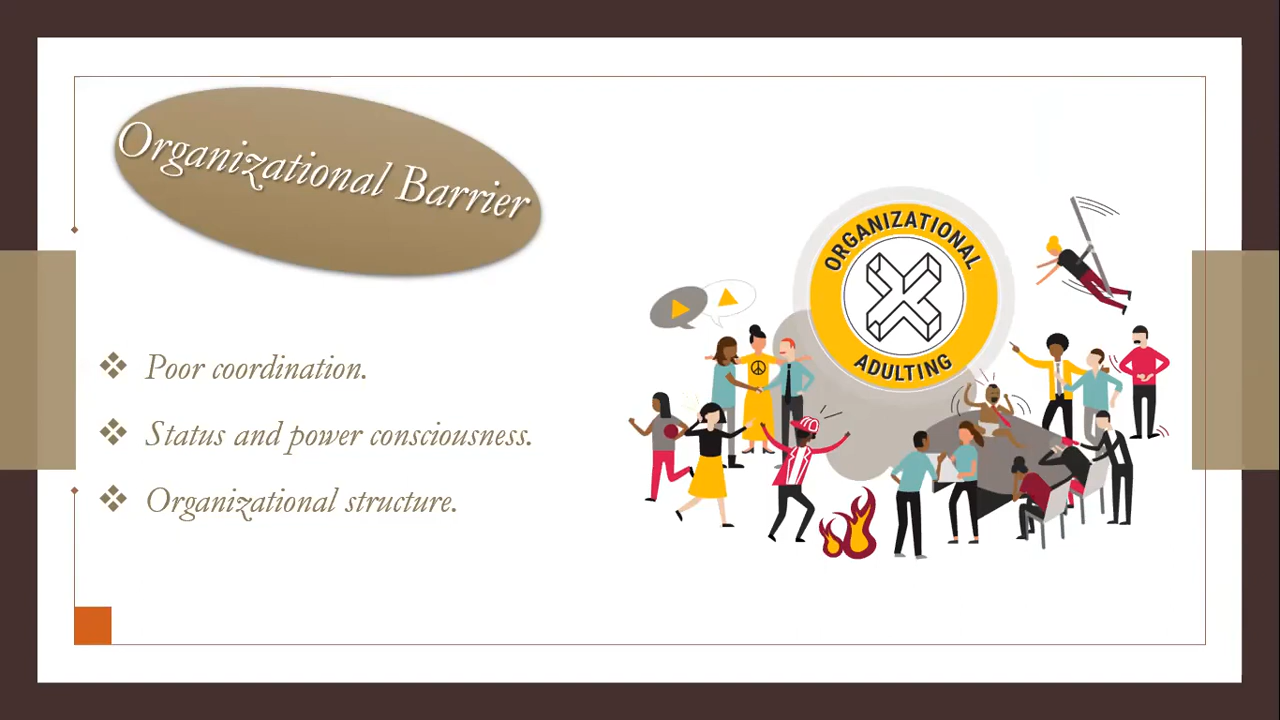 Organizational Barrier
Poor coordination.
Status and power consciousness.
Organizational structure.
ORGANIZATIONAL
ADULTING